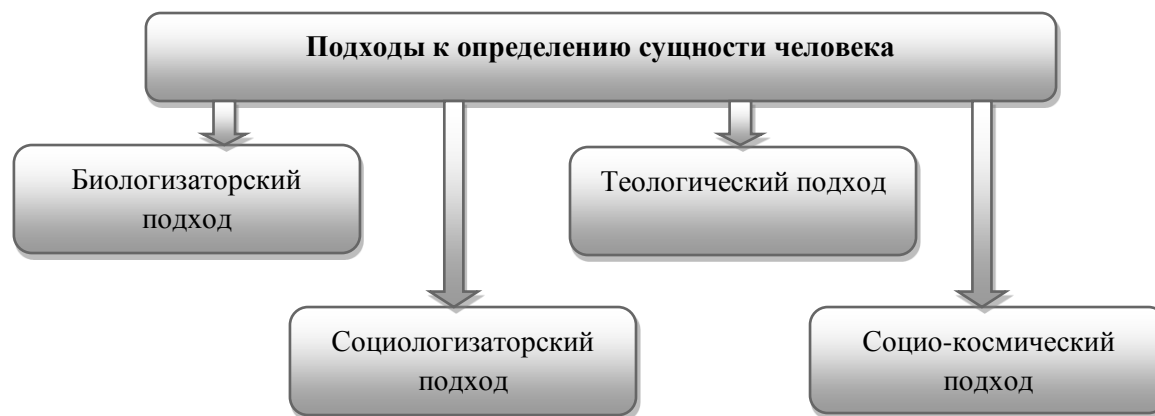 Подходы к определению сущности человека
Биологизаторский
подход
Теологический подход
Социологизаторский
подход
Социо-космический
подход